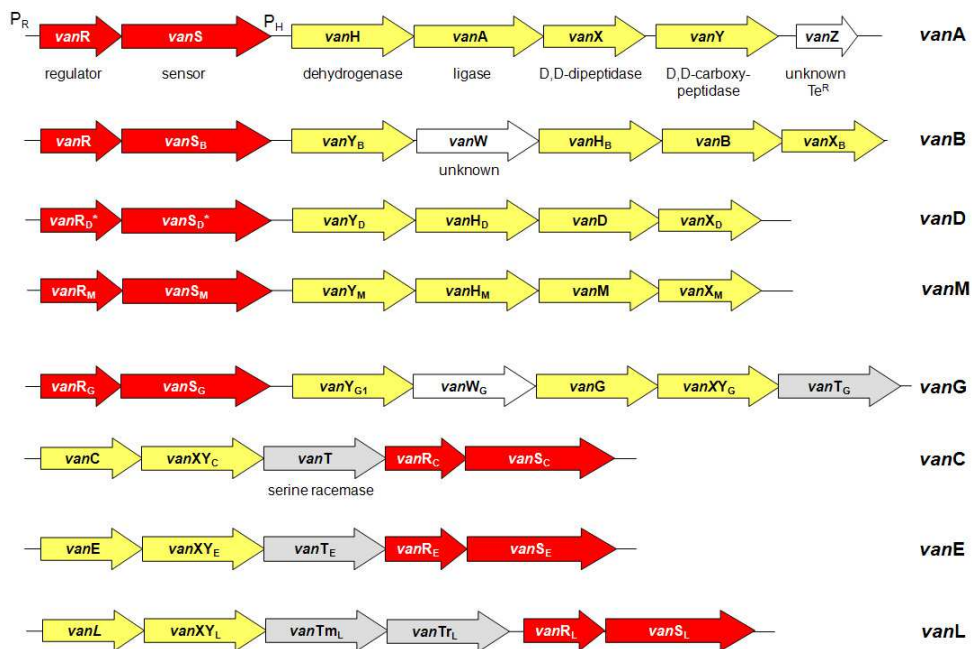 P_R P_H
vanR vanS vanH vanA vanX vanY vanZ vanA
regulator sensor dehydrogenase ligase D,D-dipeptidase D,D-carboxy- unknown
peptidase Te^R
vanR vanS_B vanY_B vanW vanH_B vanB vanX_B vanB
unknown
vanR_D* vanS_D* vanY_D vanH_D vanD vanX_D vanD
vanR_M vanS_M vanY_M vanH_M vanM vanX_M vanM
vanR_G vanS_G vanY_G1 vanW_G vanG vanXY_G vanT_G vanG
vanC vanXY_C vanT vanR_C vanS_C vanC
serine racemase
vanE vanXY_E vanT_E vanR_E vanS_E vanE
vanL vanXY_L vanTm_L vanTr_L vanR_L vanS_L vanL